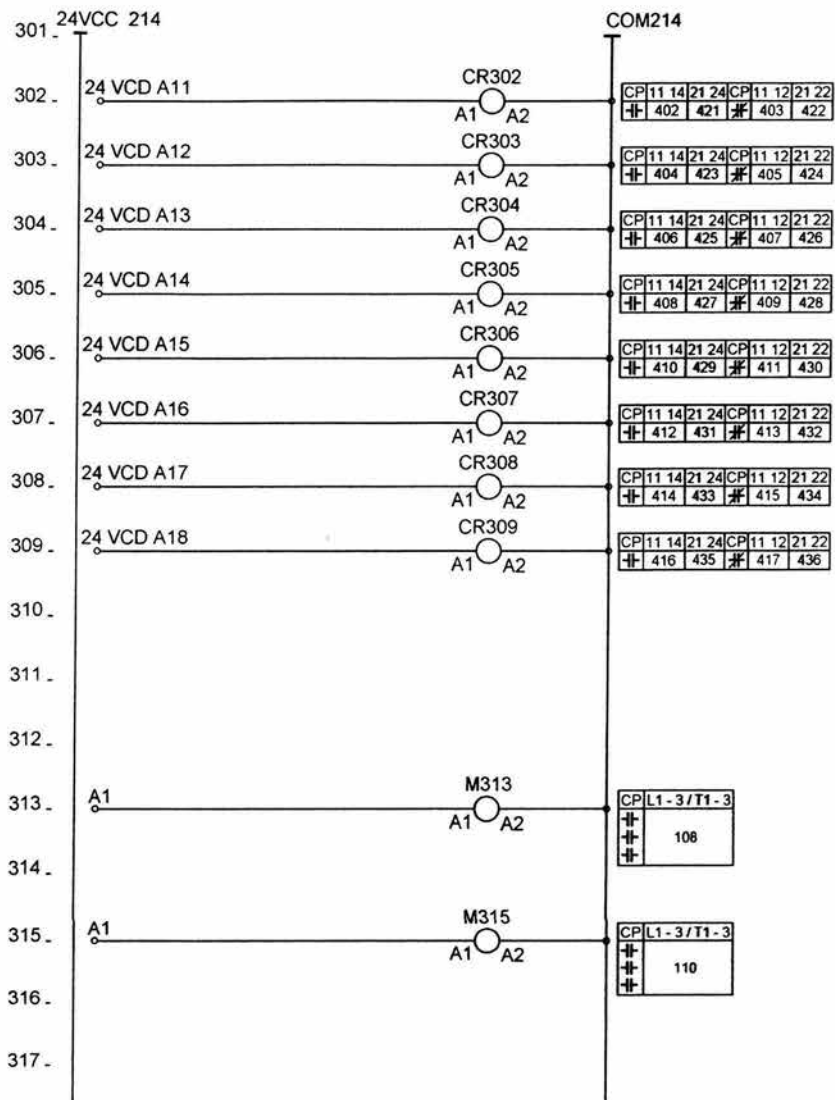 24VCC 214 COM214
301
302 24 VCD A11 CR302 A1 A2
CP 11 14 21 24 CP 11 12 21 22
402 421 403 422
303 24 VCD A12 CR303 A1 A2
CP 11 14 21 24 CP 11 12 21 22
404 423 405 424
304 24 VCD A13 CR304 A1 A2
CP 11 14 21 24 CP 11 12 21 22
406 425 407 426
305 24 VCD A14 CR305 A1 A2
CP 11 14 21 24 CP 11 12 21 22
408 427 409 428
306 24 VCD A15 CR306 A1 A2
CP 11 14 21 24 CP 11 12 21 22
410 429 411 430
307 24 VCD A16 CR307 A1 A2
CP 11 14 21 24 CP 11 12 21 22
412 431 413 432
308 24 VCD A17 CR308 A1 A2
CP 11 14 21 24 CP 11 12 21 22
414 433 415 434
309 24 VCD A18 CR309 A1 A2
CP 11 14 21 24 CP 11 12 21 22
416 435 417 436
310
311
312
313 A1 M313 A1 A2
CP L1 - 3 / T1 - 3
108
314
315 A1 M315 A1 A2
CP L1 - 3 / T1 - 3
110
316
317